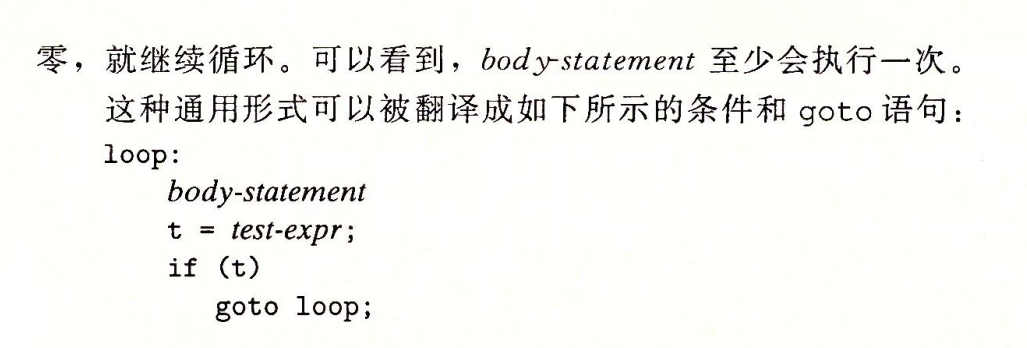 零，就继续循环。可以看到，body-statement 至少会执行一次。
这种通用形式可以被翻译成如下所示的条件和 goto 语句：
loop:
body-statement
t = test-expr;
if (t)
goto loop;